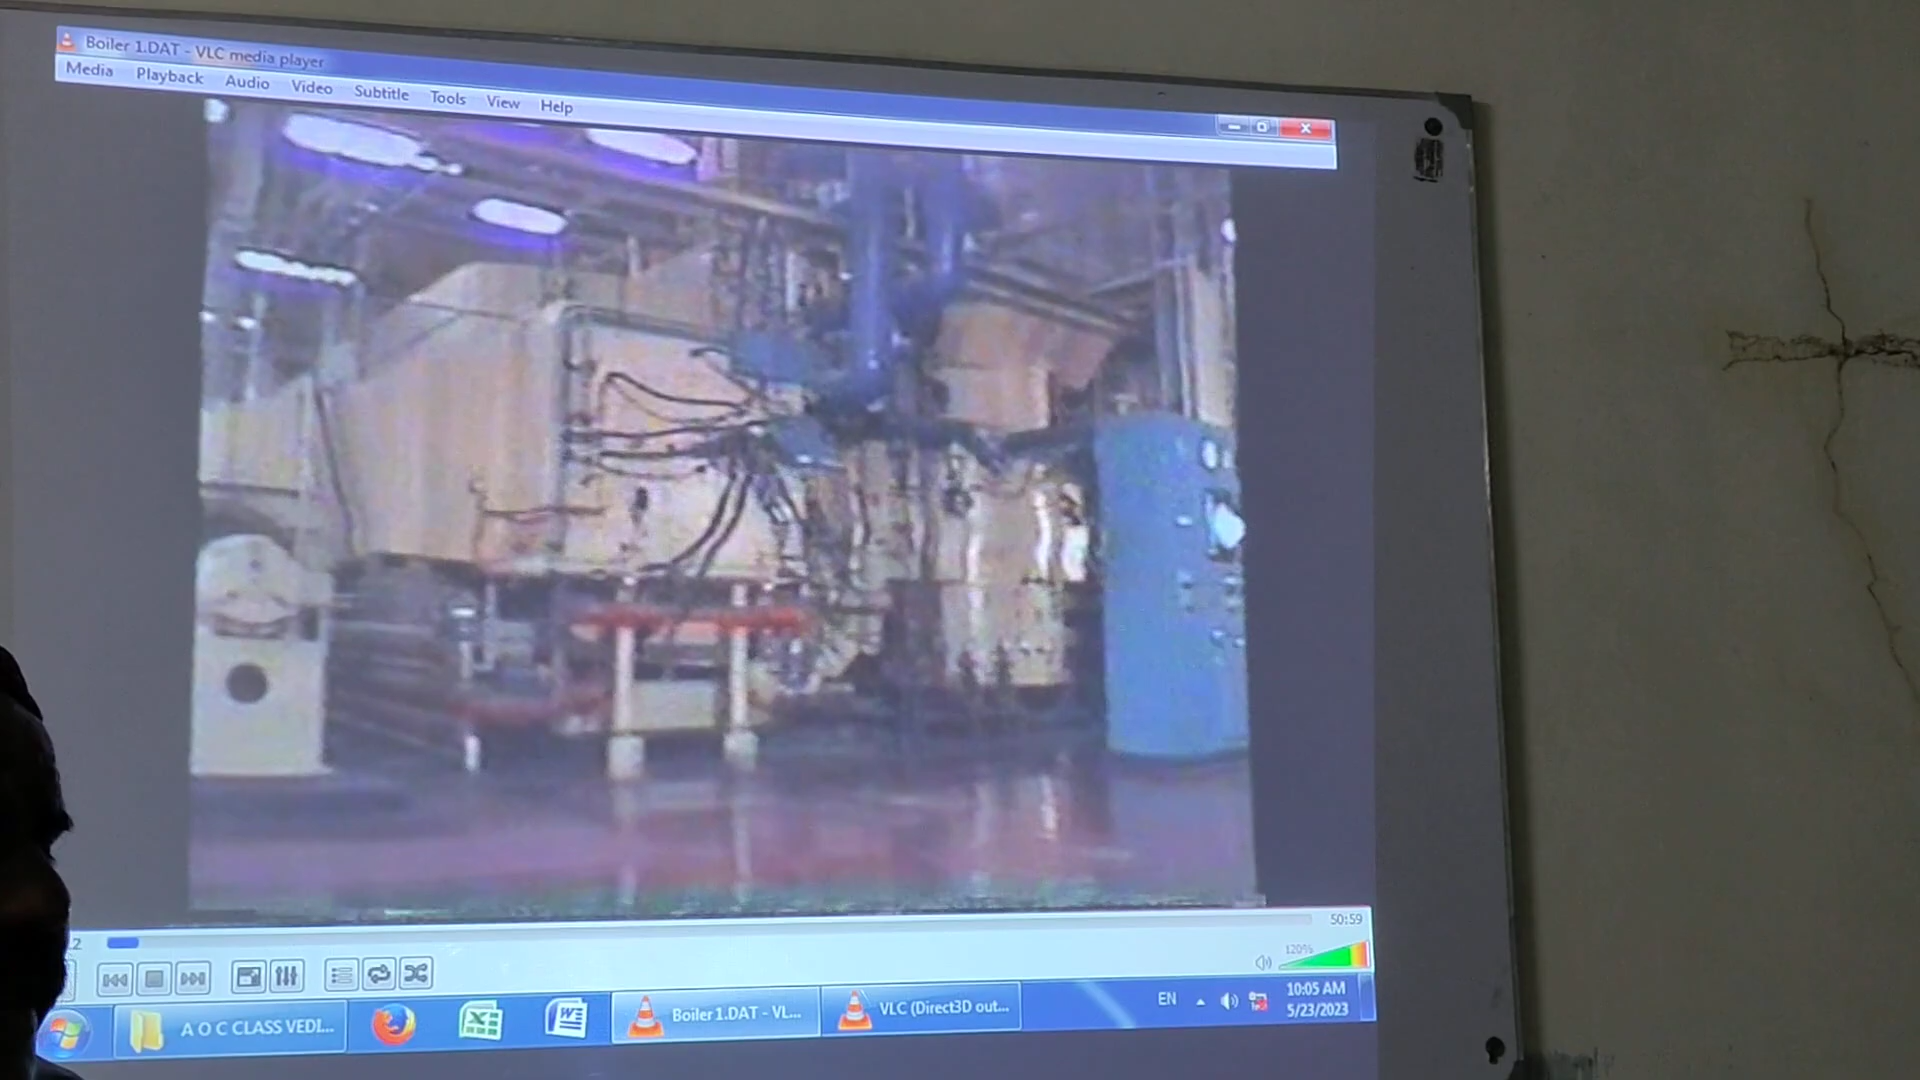 Boiler 1.DAT - VLC media player
Media Playback Audio Video Subtitle Tools View Help
50:59
120%
A O C CLASS VEDI...
Boiler 1.DAT - VL...
VLC (Direct3D out...
EN
10:05 AM
5/23/2023